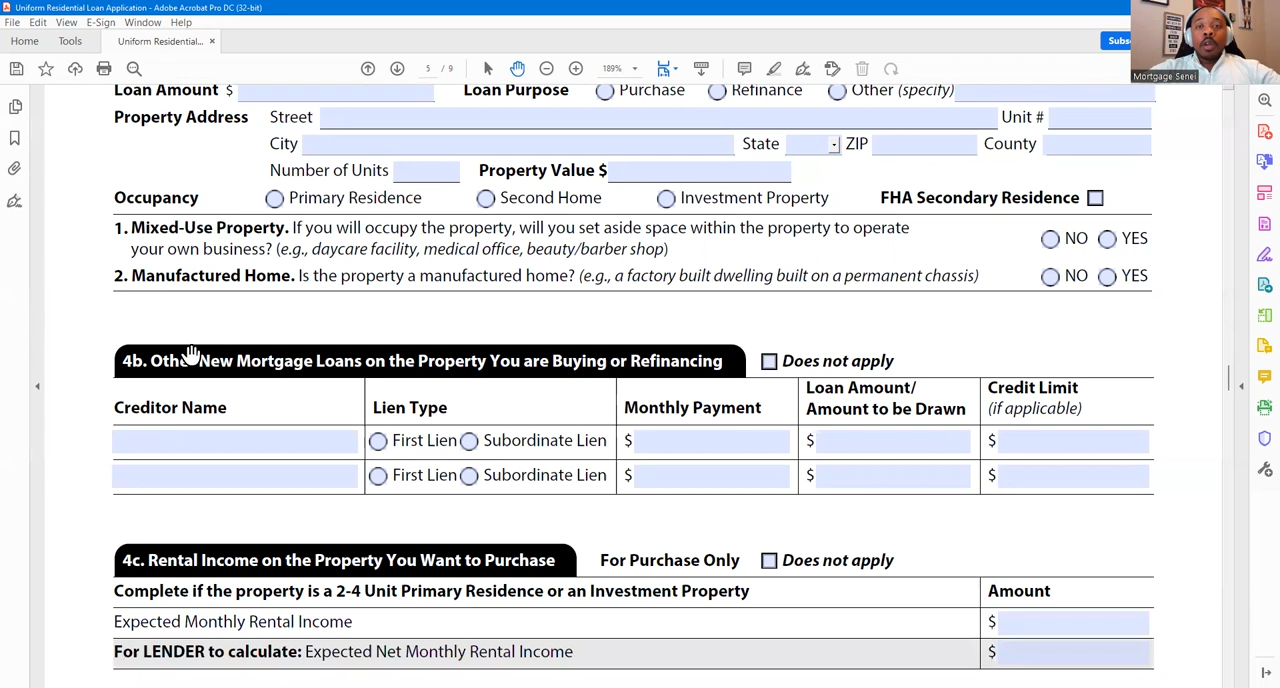 Uniform Residential Loan Application - Adobe Acrobat Pro DC (32-bit)
File Edit View E-Sign Window Help
Home Tools Uniform Residential... × Subs
5 / 9 189%
Mortgage Senei
Loan Amount $ Loan Purpose Purchase Refinance Other (specify)
Property Address Street Unit #
City State ZIP County
Number of Units Property Value $
Occupancy Primary Residence Second Home Investment Property FHA Secondary Residence
1. Mixed-Use Property. If you will occupy the property, will you set aside space within the property to operate
your own business? (e.g., daycare facility, medical office, beauty/barber shop) NO YES
2. Manufactured Home. Is the property a manufactured home? (e.g., a factory built dwelling built on a permanent chassis) NO YES
4b. Other New Mortgage Loans on the Property You are Buying or Refinancing Does not apply
Creditor Name Lien Type Monthly Payment Loan Amount/ Amount to be Drawn Credit Limit (if applicable)
First Lien Subordinate Lien $ $ $
First Lien Subordinate Lien $ $ $
4c. Rental Income on the Property You Want to Purchase For Purchase Only Does not apply
Complete if the property is a 2-4 Unit Primary Residence or an Investment Property Amount
Expected Monthly Rental Income $
For LENDER to calculate: Expected Net Monthly Rental Income $